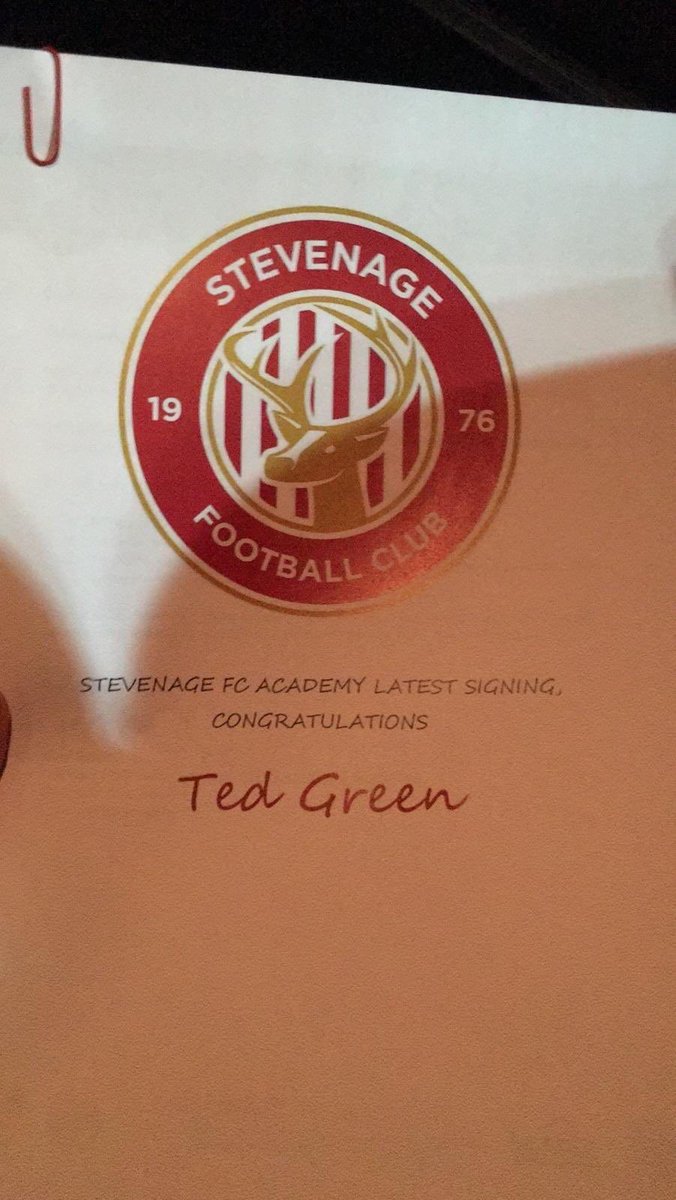 STEVENAGE
19 76
FOOTBALL CLUB
STEVENAGE FC ACADEMY LATEST SIGNING,
CONGRATULATIONS
Ted Green